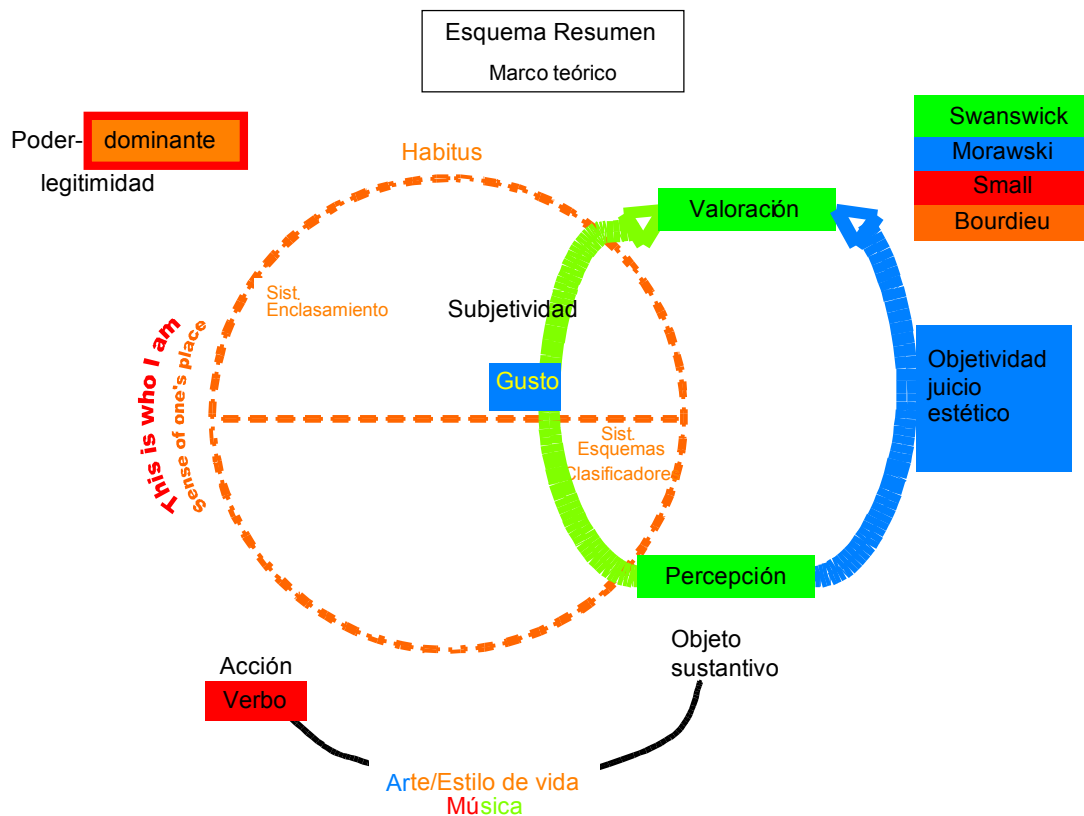 Esquema Resumen
Marco teórico
Poder- dominante
legitimidad
Swanswick
Morawski
Small
Bourdieu
Habitus
Valoración
Sist.
Enclasamiento
Subjetividad
This is who I am
Sense of one's place
Gusto
Objetividad
juicio
estético
Sist.
Esquemas
Clasificadore
Percepción
Objeto
sustantivo
Acción
Verbo
Arte/Estilo de vida
Música